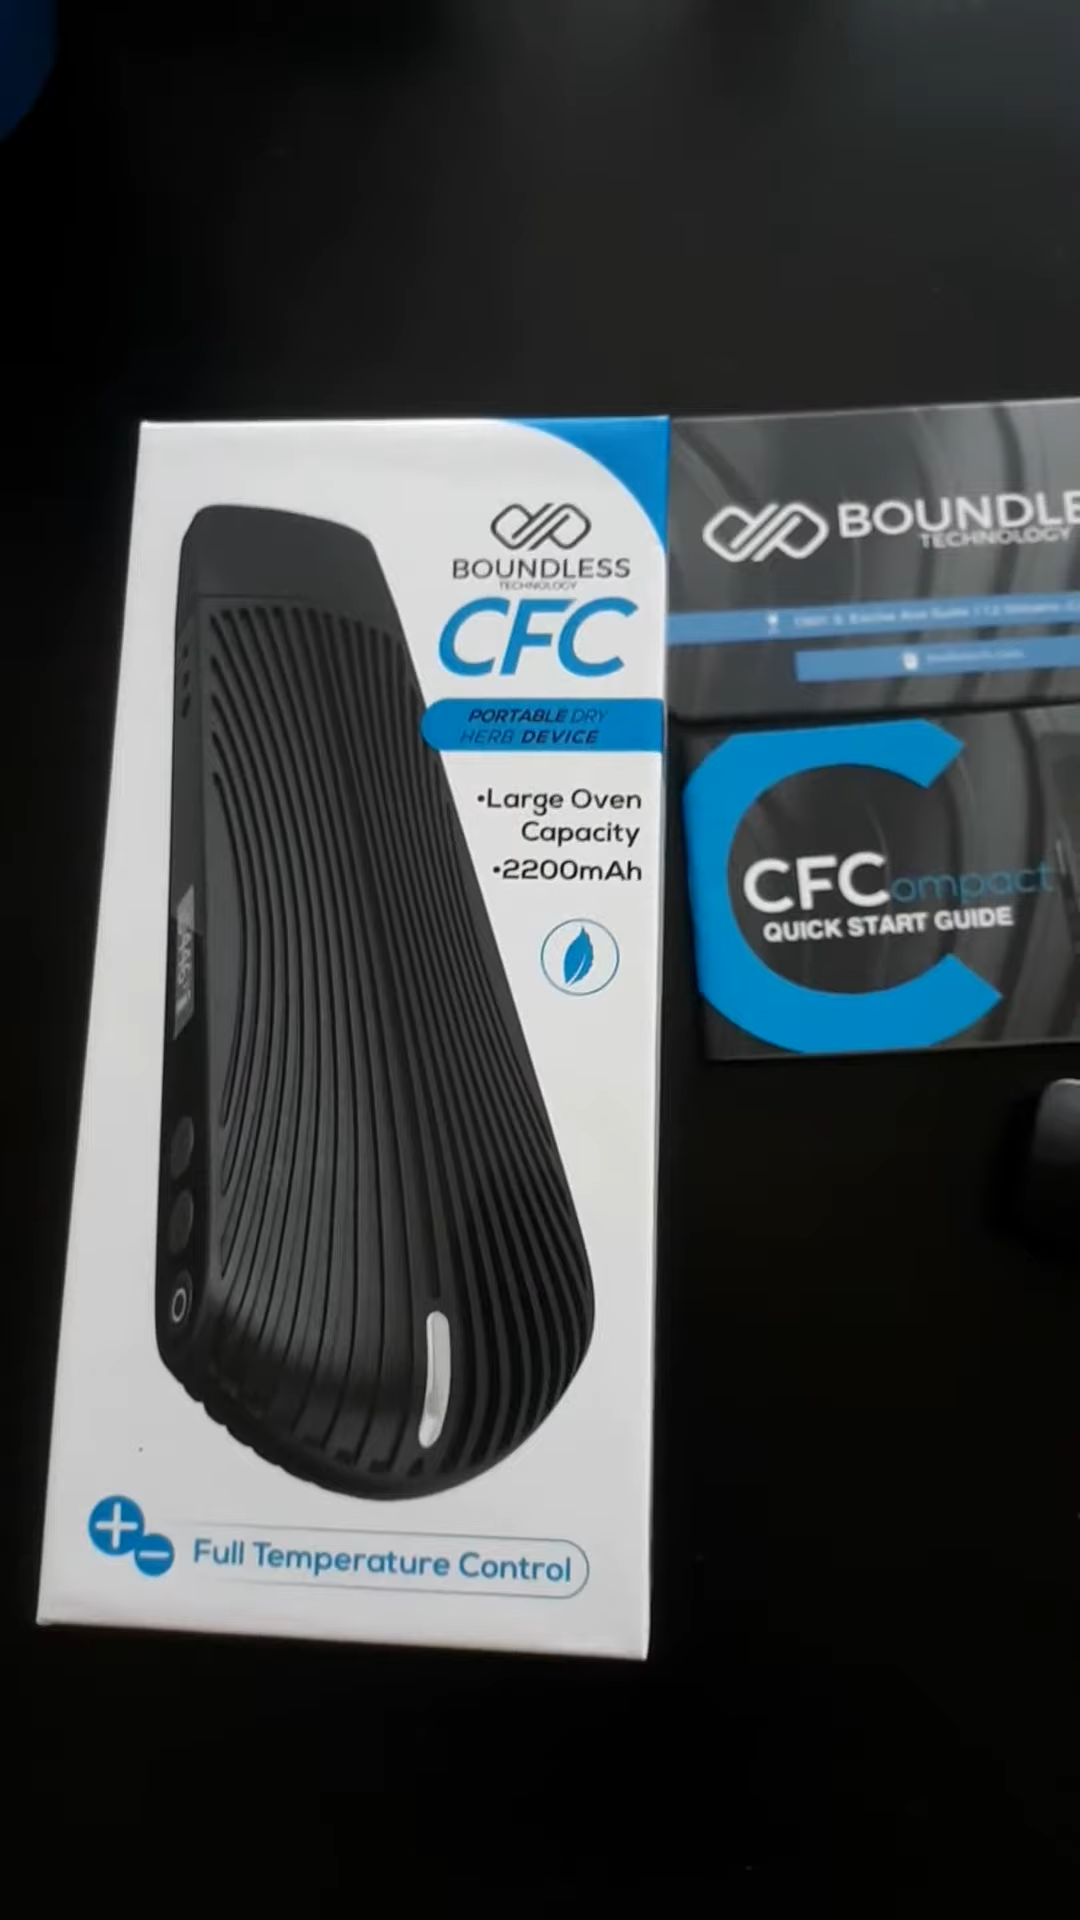 BOUNDLESS
TECHNOLOGY
CFC
PORTABLE DRY
HERB DEVICE
•Large Oven
Capacity
•2200mAh
Full Temperature Control
BOUNDLE
TECHNOLOGY
CFCompact
QUICK START GUIDE